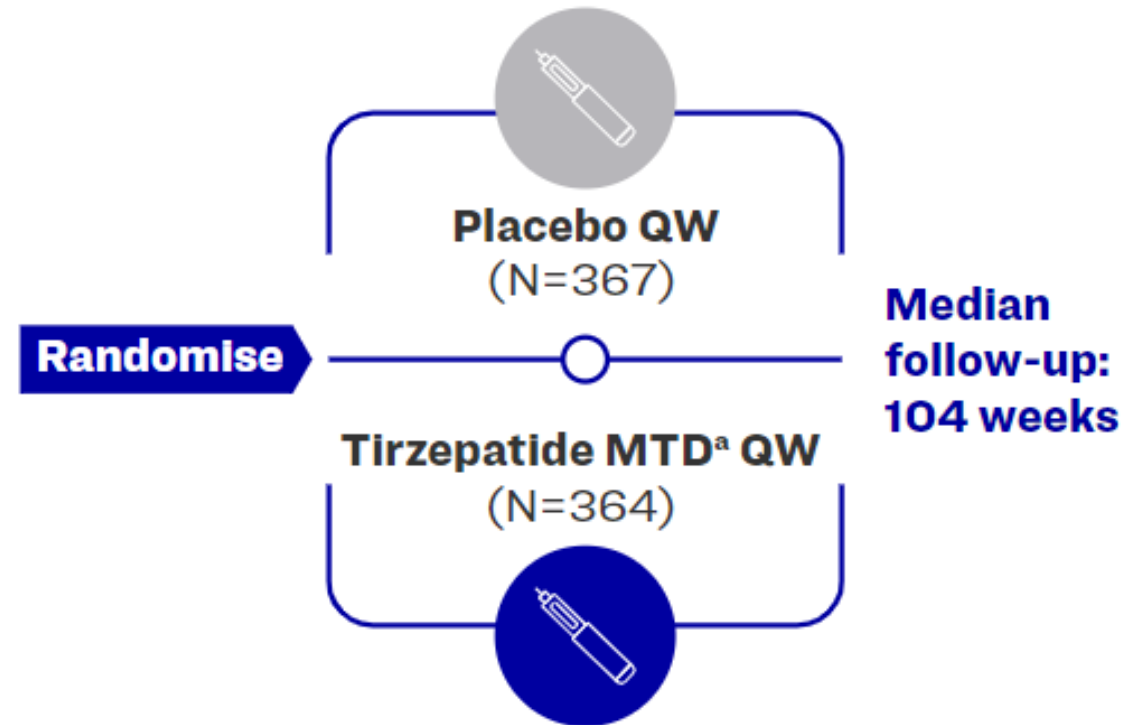 Placebo QW
(N=367)
Randomise
Median
follow-up:
104 weeks
Tirzepatide MTDᵃ QW
(N=364)